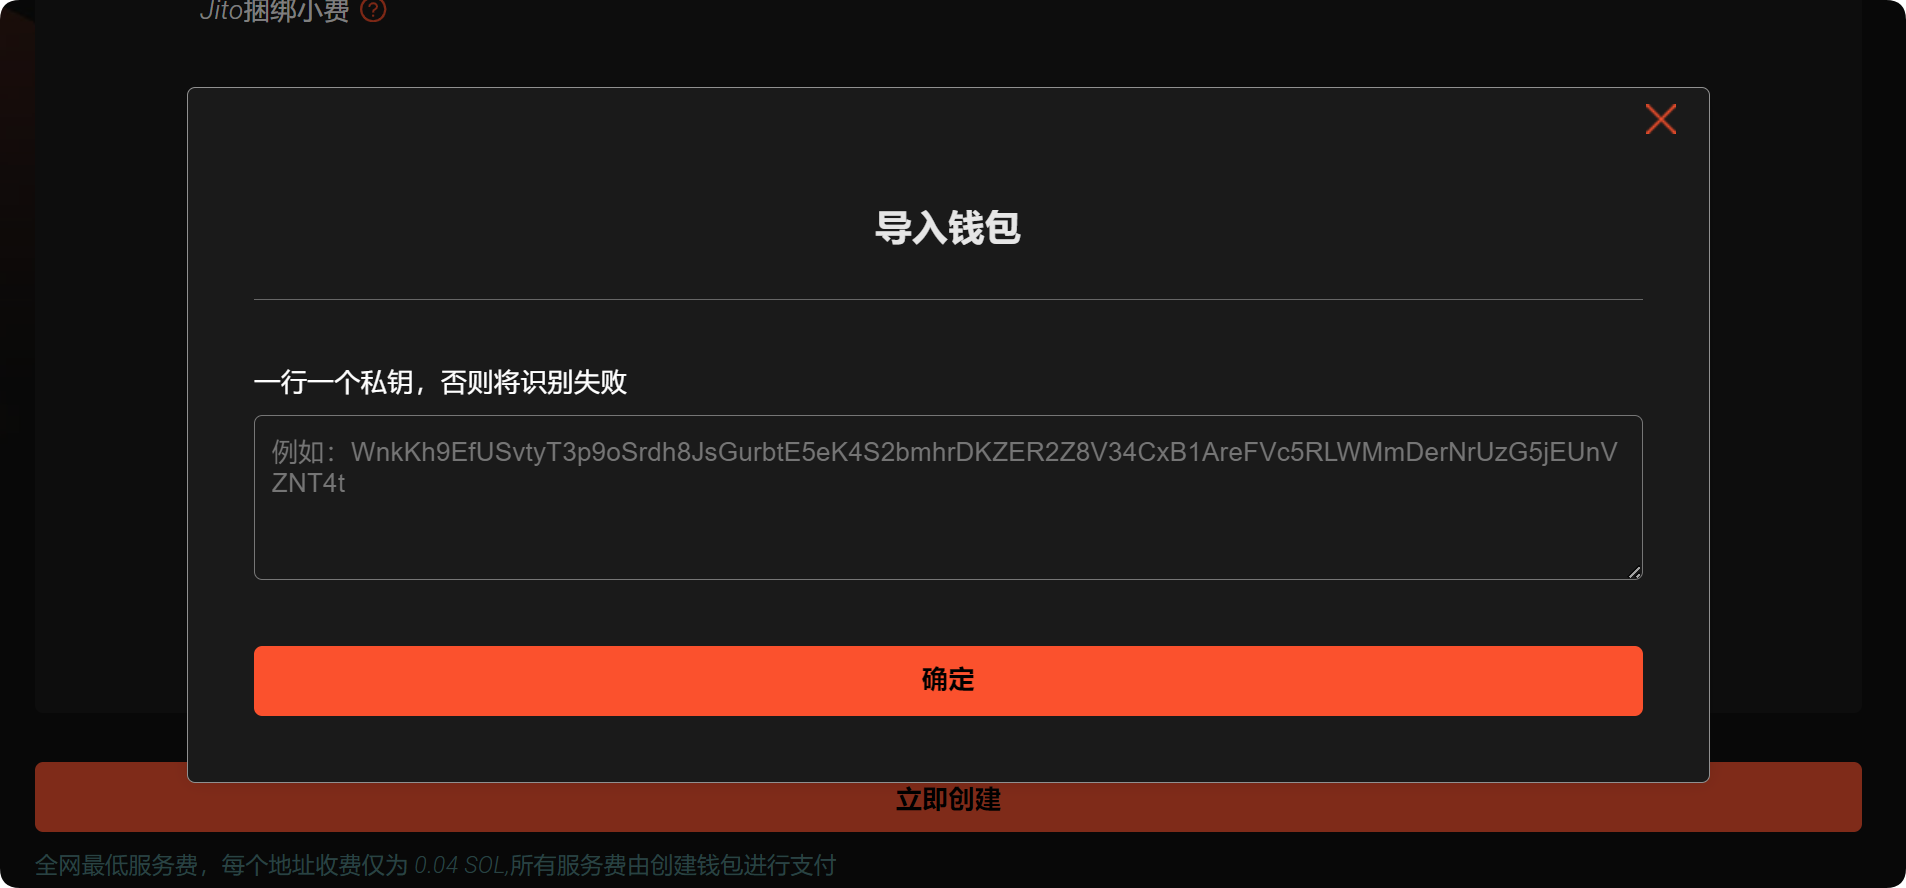 Jito捆绑小费 ?
导入钱包
一行一个私钥，否则将识别失败
例如：WnkKh9EfUSvtyT3p9oSrdh8JsGurbtE5eK4S2bmhrDKZER2Z8V34CxB1AreFVc5RLWMmDerNrUzG5jEUnV
ZNT4t
确定
立即创建
全网最低服务费，每个地址收费仅为 0.04 SOL,所有服务费由创建钱包进行支付